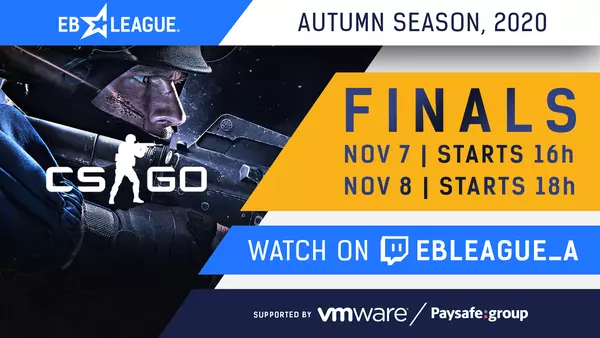 EB LEAGUE.
AUTUMN SEASON, 2020
FINALS
NOV 7 | STARTS 16h
NOV 8 | STARTS 18h
CS GO
WATCH ON EBLEAGUE_A
SUPPORTED BY vmware / Paysafe:group